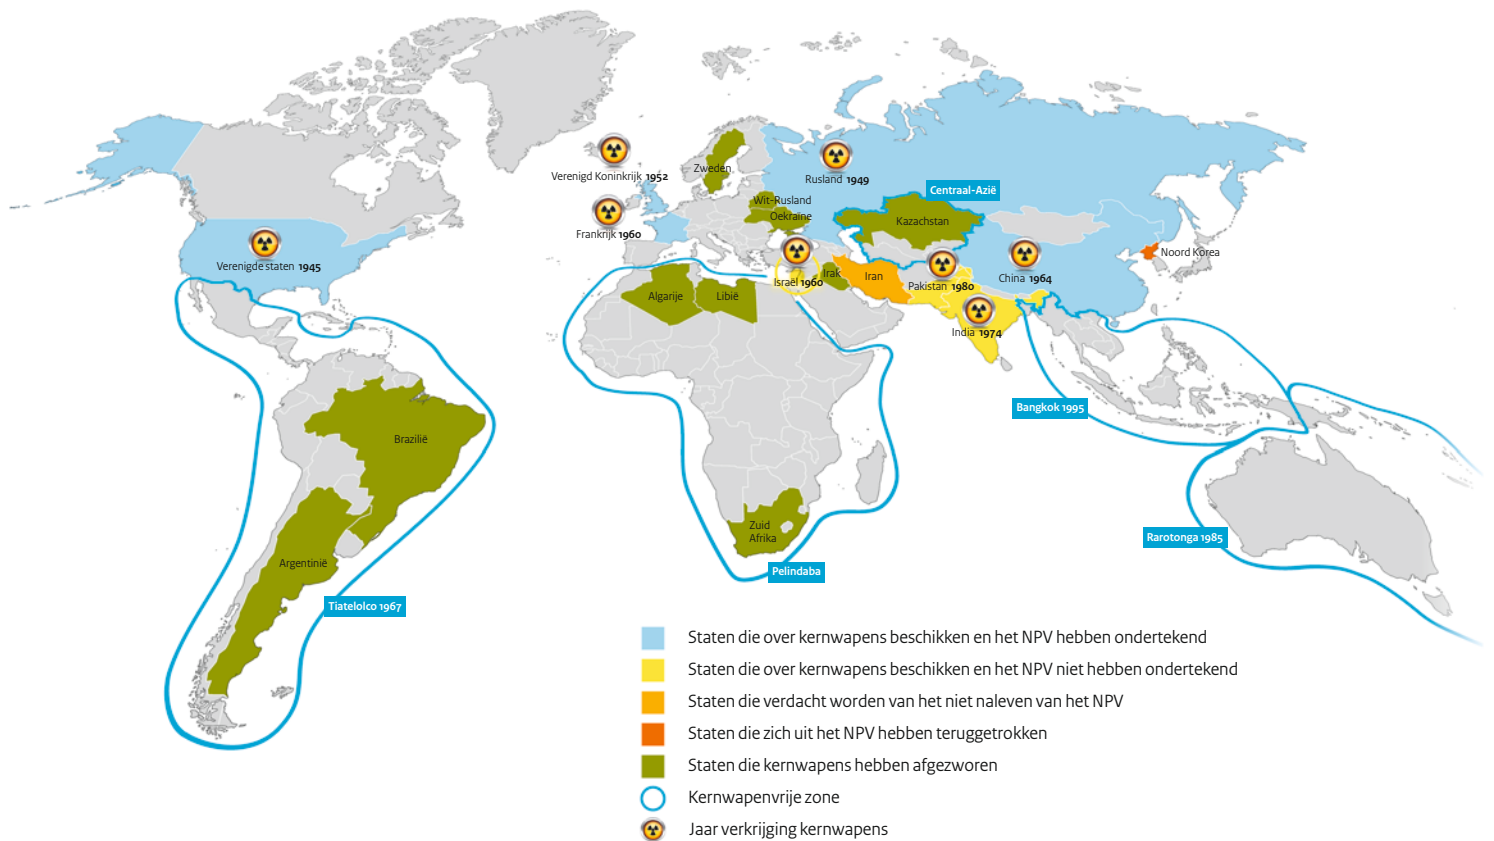 Zweden
Verenigd Koninkrijk 1952
Rusland 1949
Centraal-Azië
Wit-Rusland
Oekraïne
Kazachstan
Frankrijk 1960
Verenigde staten 1945
Noord Korea
Israël 1960
Irak
Iran
Pakistan 1980
China 1964
Algarije
Libië
India 1974
Bangkok 1995
Brazilië
Zuid
Afrika
Rarotonga 1985
Argentinië
Pelindaba
Tiatelolco 1967
Staten die over kernwapens beschikken en het NPV hebben ondertekend
Staten die over kernwapens beschikken en het NPV niet hebben ondertekend
Staten die verdacht worden van het niet naleven van het NPV
Staten die zich uit het NPV hebben teruggetrokken
Staten die kernwapens hebben afgezworen
Kernwapenvrije zone
Jaar verkrijging kernwapens